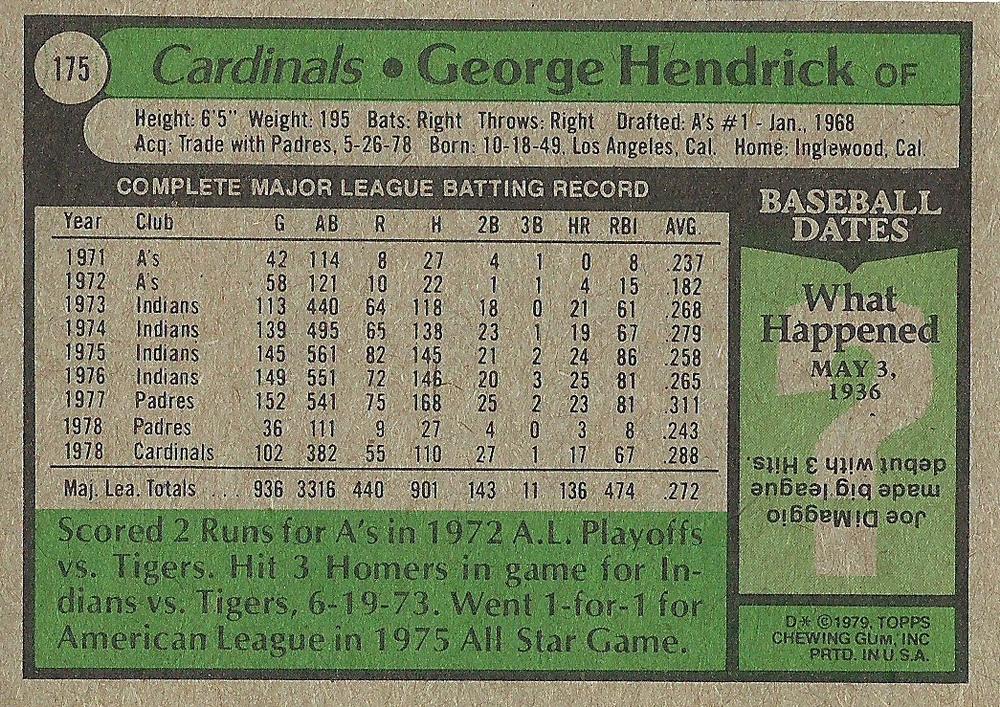 175
Cardinals • George Hendrick OF
Height: 6'5" Weight: 195 Bats: Right Throws: Right Drafted: A's #1 - Jan., 1968
Acq: Trade with Padres, 5-26-78 Born: 10-18-49, Los Angeles, Cal. Home: Inglewood, Cal.
COMPLETE MAJOR LEAGUE BATTING RECORD
Year Club G AB R H 2B 3B HR RBI AVG.
1971 A's 42 114 8 27 4 1 0 8 .237
1972 A's 58 121 10 22 1 1 4 15 .182
1973 Indians 113 440 64 118 18 0 21 61 .268
1974 Indians 139 495 65 138 23 1 19 67 .279
1975 Indians 145 561 82 145 21 2 24 86 .258
1976 Indians 149 551 72 146 20 3 25 81 .265
1977 Padres 152 541 75 168 25 2 23 81 .311
1978 Padres 36 111 9 27 4 0 3 8 .243
1978 Cardinals 102 382 55 110 27 1 17 67 .288
Maj. Lea. Totals .... 936 3316 440 901 143 11 136 474 .272
Scored 2 Runs for A's in 1972 A.L. Playoffs
vs. Tigers. Hit 3 Homers in game for In-
dians vs. Tigers, 6-19-73. Went 1-for-1 for
American League in 1975 All Star Game.
BASEBALL
DATES
What
Happened
MAY 3,
1936
?
Joe DiMaggio
made big league
debut with 3 Hits.
D* ©1979, TOPPS
CHEWING GUM, INC
PRTD. IN U.S.A.